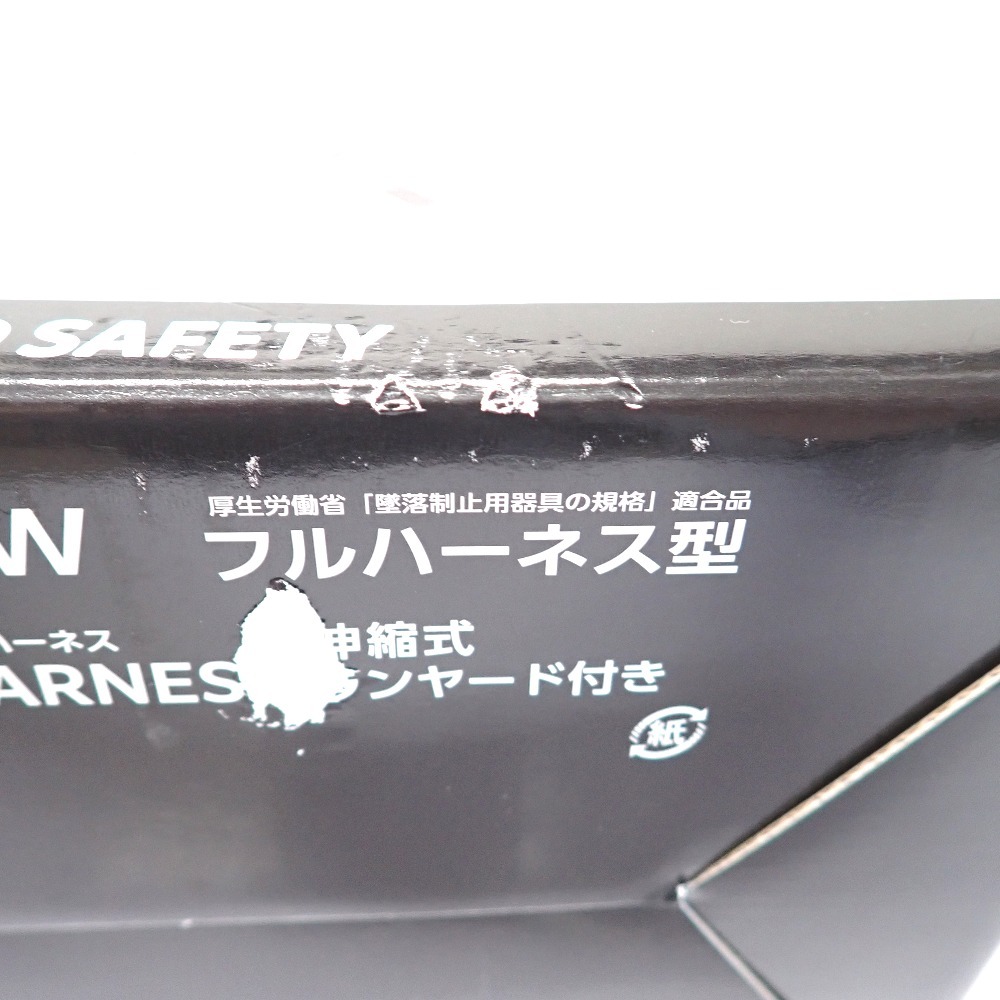 SAFETY
W
厚生労働省「墜落制止用器具の規格」適合品
フルハーネス型
ハーネス
ARNES
伸縮式
ランヤード付き
紙